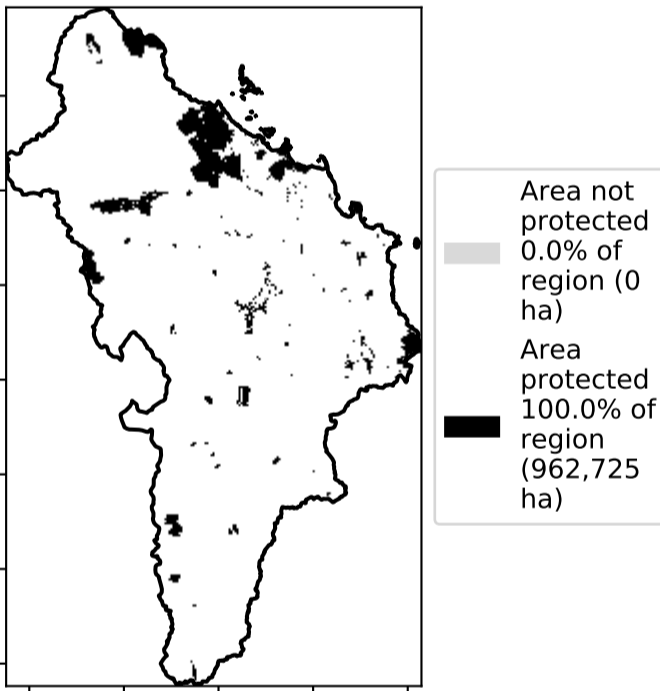 Area not
protected
0.0% of
region (0
ha)
Area
protected
100.0% of
region
(962,725
ha)